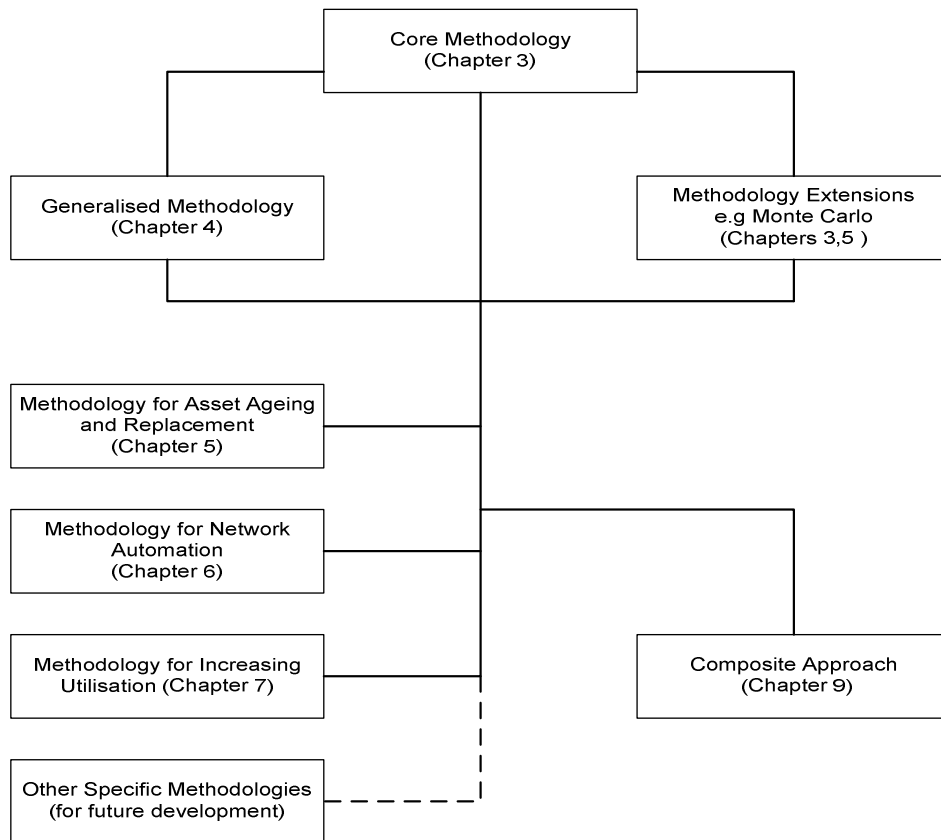 Core Methodology
(Chapter 3)
Generalised Methodology
(Chapter 4)
Methodology Extensions
e.g Monte Carlo
(Chapters 3,5 )
Methodology for Asset Ageing
and Replacement
(Chapter 5)
Methodology for Network
Automation
(Chapter 6)
Methodology for Increasing
Utilisation (Chapter 7)
Composite Approach
(Chapter 9)
Other Specific Methodologies
(for future development)